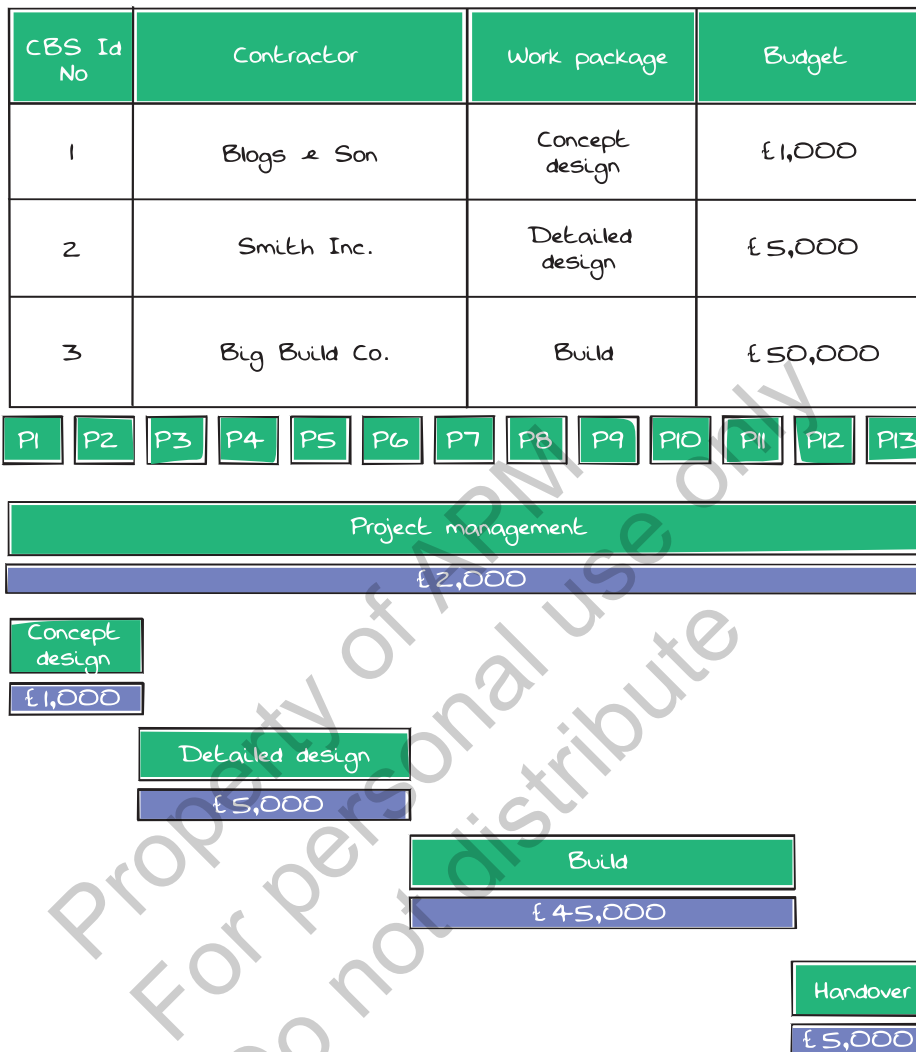 CBS Id
No
Contractor
Work package
Budget
1
Blogs & Son
Concept
design
£1,000
2
Smith Inc.
Detailed
design
£5,000
3
Big Build Co.
Build
£50,000
P1 P2 P3 P4 P5 P6 P7 P8 P9 P10 P11 P12 P13
Project management
£2,000
Concept
design
£1,000
Detailed design
£5,000
Build
£45,000
Handover
£5,000
Property of APM
For personal use only
Do not distribute